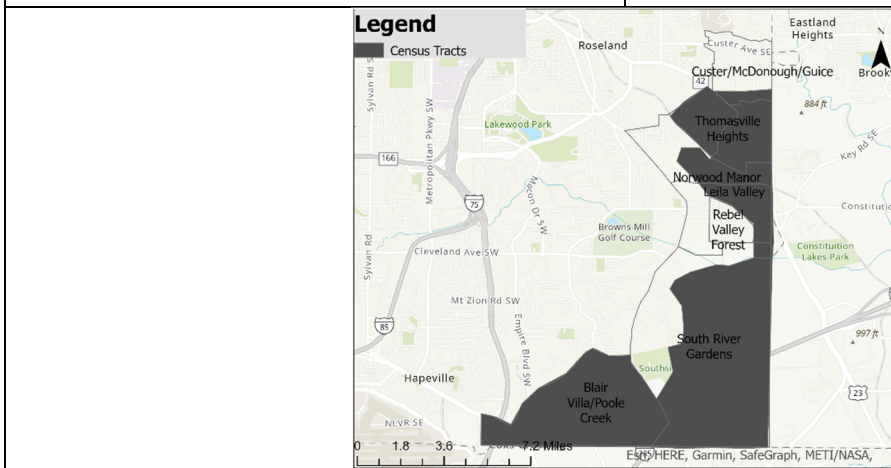 Legend
Census Tracts
Roseland
Eastland
Heights
N
Custer Ave SE
Custer/McDonough/Guice
42
Sylvan Rd S
Metropolitan Pkwy SW
884 ft
Lakewood Park
Thomasville
Heights
Key Rd SE
166
Norwood Manor
Leila Valley
75
Macon Dr SW
Rebel
Valley
Forest
Browns Mill
Golf Course
Constitutio
Constituion
Lakes Park
Sylvan Rd
Cleveland Ave SW
Mt Zion Rd SW
85
Empire Blvd SW
997 ft
South River
Gardens
Hapeville
Southsi
Blair
Villa/Poole
Creek
23
NLVR SE
0 1.8 3.6 7.2 Miles
Esri, HERE, Garmin, SafeGraph, METI/NASA,